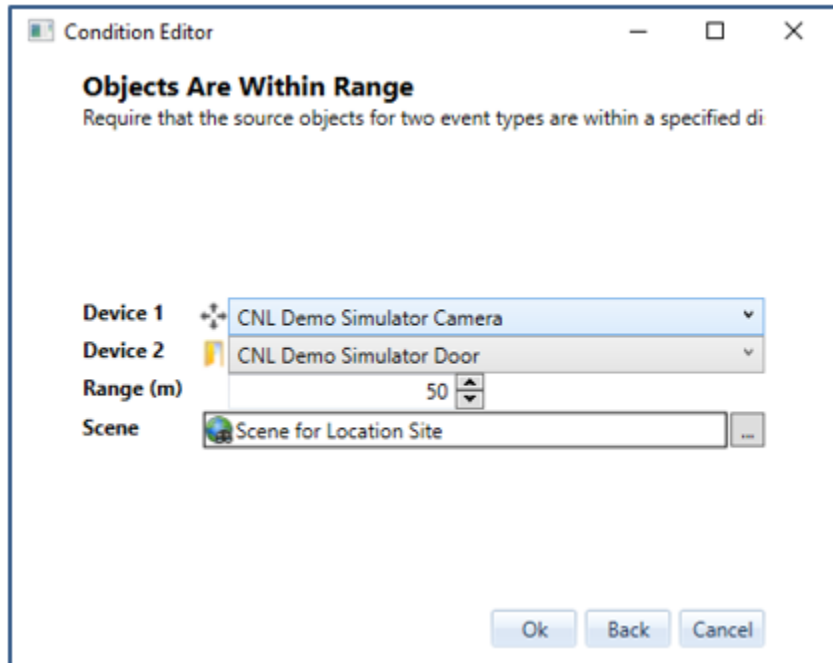 Condition Editor
Objects Are Within Range
Require that the source objects for two event types are within a specified di
Device 1 CNL Demo Simulator Camera
Device 2 CNL Demo Simulator Door
Range (m) 50
Scene Scene for Location Site ...
Ok Back Cancel